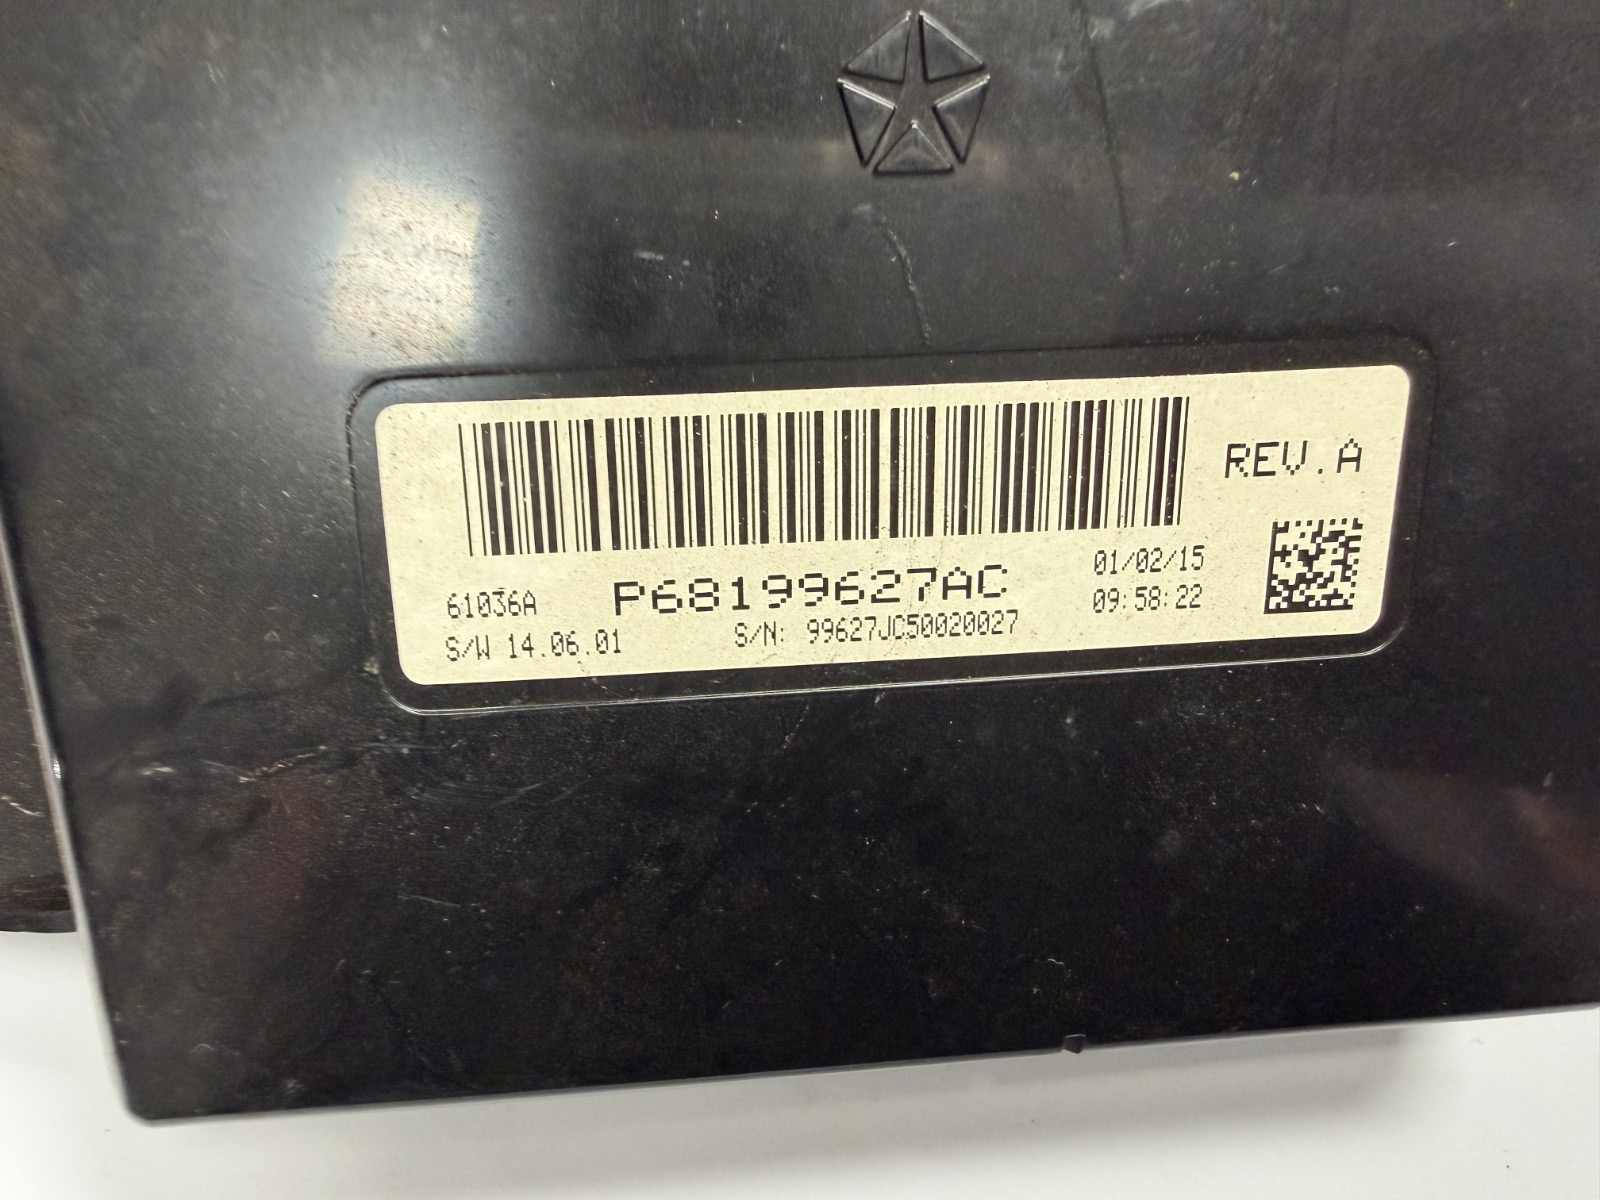 REV.A
61036A
P68199627AC
01/02/15
09:58:22
S/W 14.06.01
S/N: 99627JC50020027